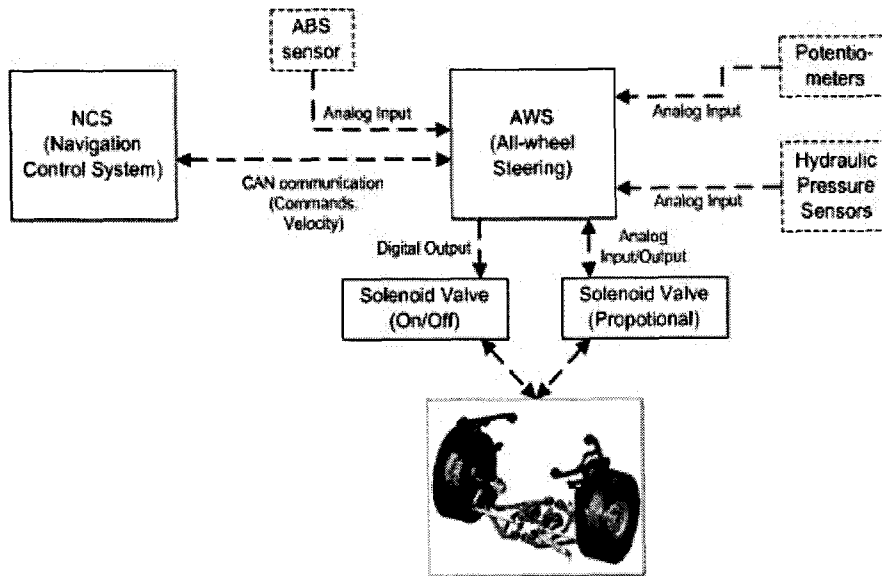 ABS
sensor
Potentio-
meters
NCS
(Navigation
Control System)
AWS
(All-wheel
Steering)
Analog Input
Analog Input
CAN communication
(Commands,
Velocity)
Hydraulic
Pressure
Sensors
Analog Input
Digital Output
Analog
Input/Output
Solenoid Valve
(On/Off)
Solenoid Valve
(Propotional)